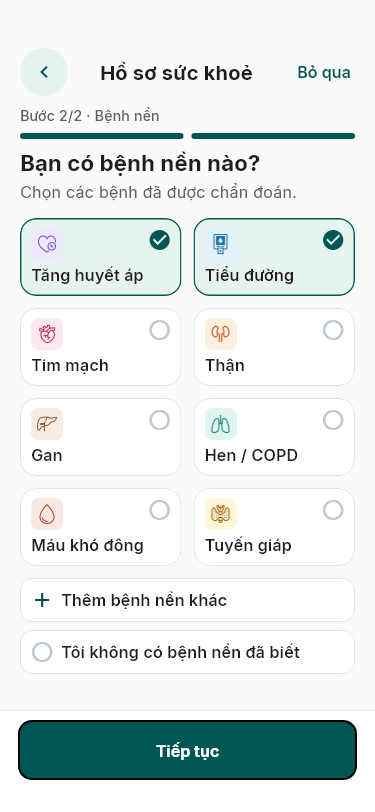 Hồ sơ sức khoẻ
Bỏ qua
Bước 2/2 · Bệnh nền
Bạn có bệnh nền nào?
Chọn các bệnh đã được chẩn đoán.
Tăng huyết áp
Tiểu đường
Tim mạch
Thận
Gan
Hen / COPD
Máu khó đông
Tuyến giáp
Thêm bệnh nền khác
Tôi không có bệnh nền đã biết
Tiếp tục